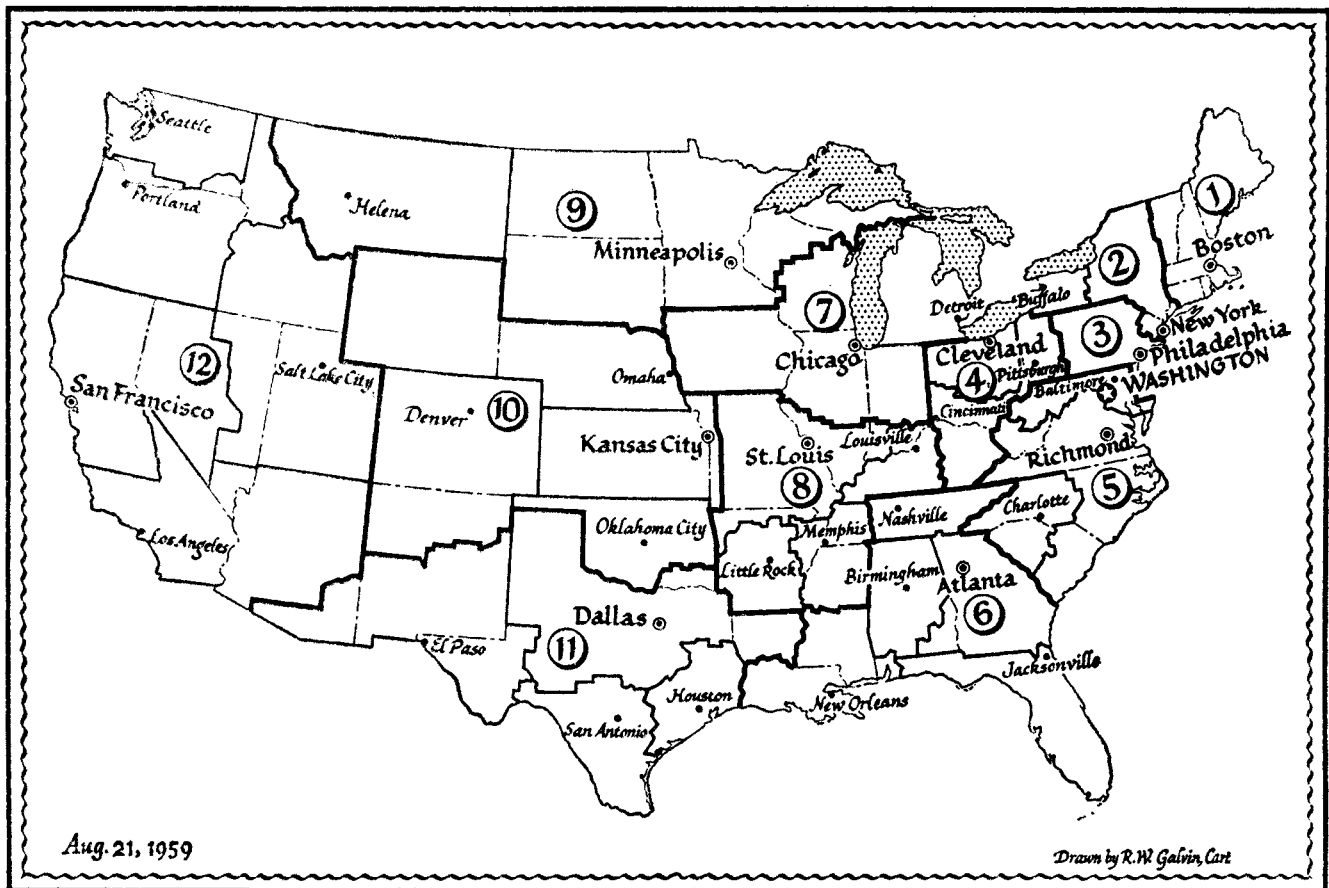 Seattle
Portland
Helena
9
Minneapolis
1
Boston
2
Buffalo
Detroit
7
Chicago
Cleveland
4
Pittsburgh
Cincinnati
3
New York
Philadelphia
Baltimore
WASHINGTON
12
San Francisco
Salt Lake City
Omaha
Denver
10
Kansas City
St. Louis
8
Louisville
Richmond
5
Charlotte
Nashville
Memphis
Los Angeles
Oklahoma City
Little Rock
Birmingham
Atlanta
6
Dallas
11
El Paso
Houston
San Antonio
New Orleans
Jacksonville
Aug. 21, 1959
Drawn by R.W. Galvin, Cart